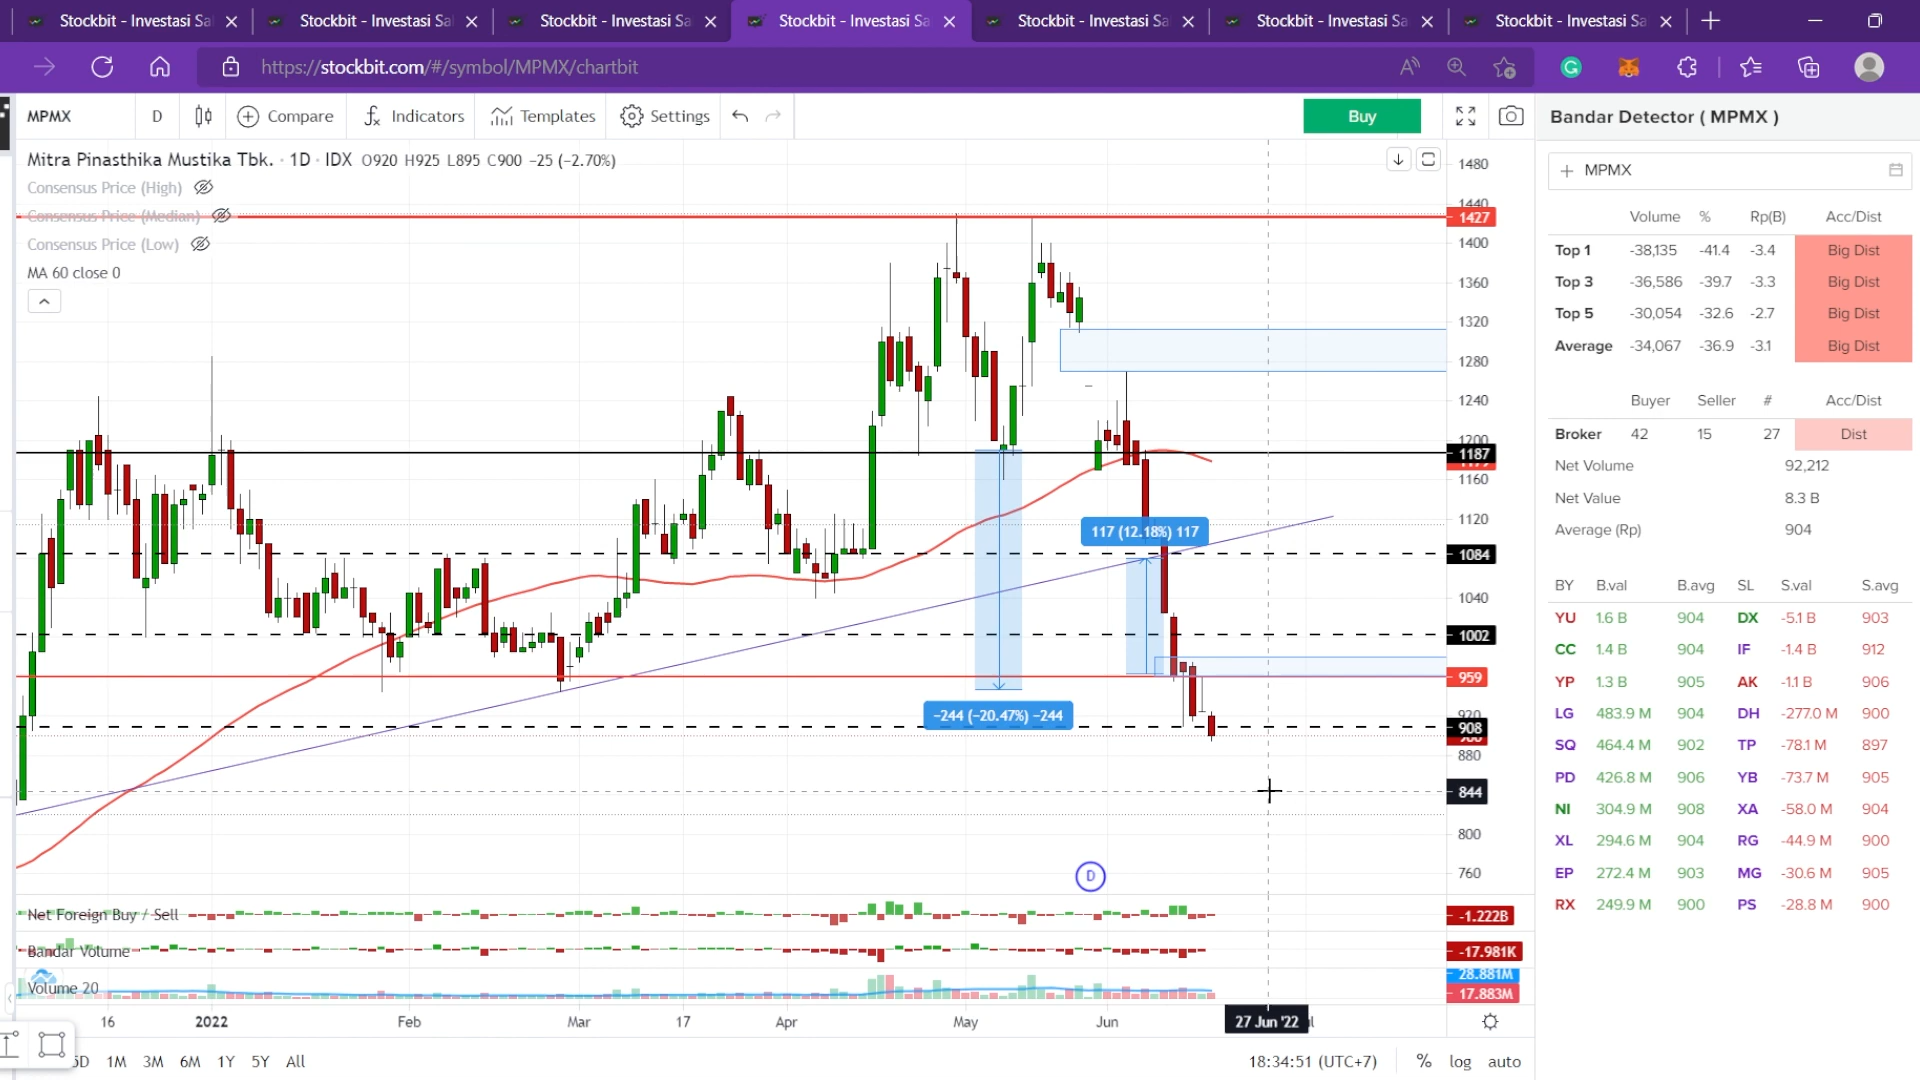 Stockbit - Investasi Sa
Stockbit - Investasi Sa
Stockbit - Investasi Sa
Stockbit - Investasi Sa
Stockbit - Investasi Sa
Stockbit - Investasi Sa
Stockbit - Investasi Sa
https://stockbit.com/#/symbol/MPMX/chartbit
MPMX D Compare Indicators Templates Settings Buy
Mitra Pinasthika Mustika Tbk. · 1D · IDX O920 H925 L895 C900 −25 (−2.70%)
Consensus Price (High)
Consensus Price (Median)
Consensus Price (Low)
MA 60 close 0
1480
1440
1427
1400
1360
1320
1280
1240
1200
1187
1160
1120
1084
1040
1002
959
920
908
880
844
800
760
117 (12.18%) 117
−244 (−20.47%) −244
D
Net Foreign Buy / Sell
-1.222B
Bandar Volume
-17.981K
Volume 20
28.881M
17.883M
16 2022 Feb Mar 17 Apr May Jun 27 Jun '22
5D 1M 3M 6M 1Y 5Y All
18:34:51 (UTC+7) % log auto
Bandar Detector ( MPMX )
MPMX
Volume % Rp(B) Acc/Dist
Top 1 -38,135 -41.4 -3.4 Big Dist
Top 3 -36,586 -39.7 -3.3 Big Dist
Top 5 -30,054 -32.6 -2.7 Big Dist
Average -34,067 -36.9 -3.1 Big Dist
Buyer Seller # Acc/Dist
Broker 42 15 27 Dist
Net Volume 92,212
Net Value 8.3 B
Average (Rp) 904
BY B.val B.avg SL S.val S.avg
YU 1.6 B 904 DX -5.1 B 903
CC 1.4 B 904 IF -1.4 B 912
YP 1.3 B 905 AK -1.1 B 906
LG 483.9 M 904 DH -277.0 M 900
SQ 464.4 M 902 TP -78.1 M 897
PD 426.8 M 906 YB -73.7 M 905
NI 304.9 M 908 XA -58.0 M 904
XL 294.6 M 904 RG -44.9 M 900
EP 272.4 M 903 MG -30.6 M 905
RX 249.9 M 900 PS -28.8 M 900